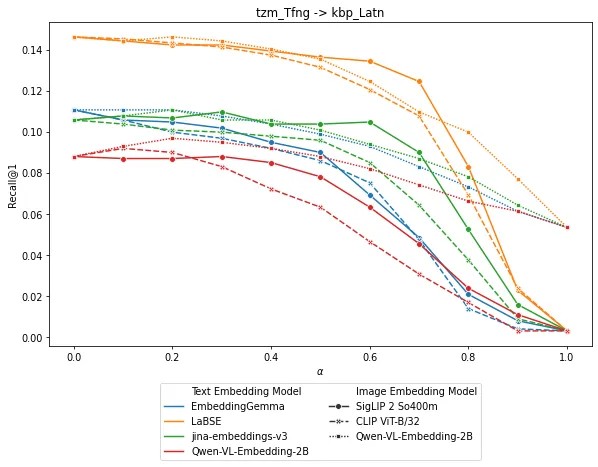 tzm_Tfng -> kbp_Latn
Recall@1
0.14
0.12
0.10
0.08
0.06
0.04
0.02
0.00
0.0
0.2
0.4
0.6
0.8
1.0
α
Text Embedding Model
EmbeddingGemma
LaBSE
jina-embeddings-v3
Qwen-VL-Embedding-2B
Image Embedding Model
SigLIP 2 So400m
CLIP ViT-B/32
Qwen-VL-Embedding-2B